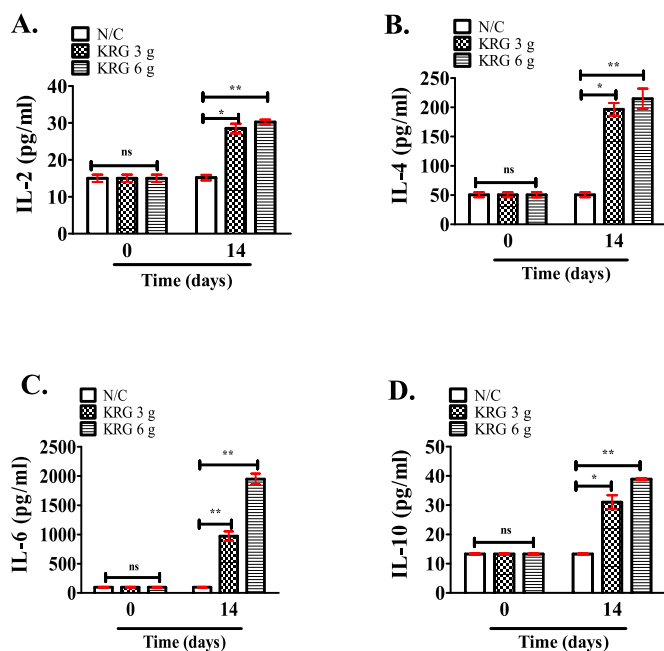 A.
N/C
KRG 3 g
KRG 6 g
IL-2 (pg/ml)
40
30
20
10
0
ns
*
**
0 14
Time (days)
B.
N/C
KRG 3 g
KRG 6 g
IL-4 (pg/ml)
250
200
150
100
50
0
ns
*
**
0 14
Time (days)
C.
N/C
KRG 3 g
KRG 6 g
IL-6 (pg/ml)
2500
2000
1500
1000
500
0
ns
**
**
0 14
Time (days)
D.
N/C
KRG 3 g
KRG 6 g
IL-10 (pg/ml)
50
40
30
20
10
0
ns
*
**
0 14
Time (days)